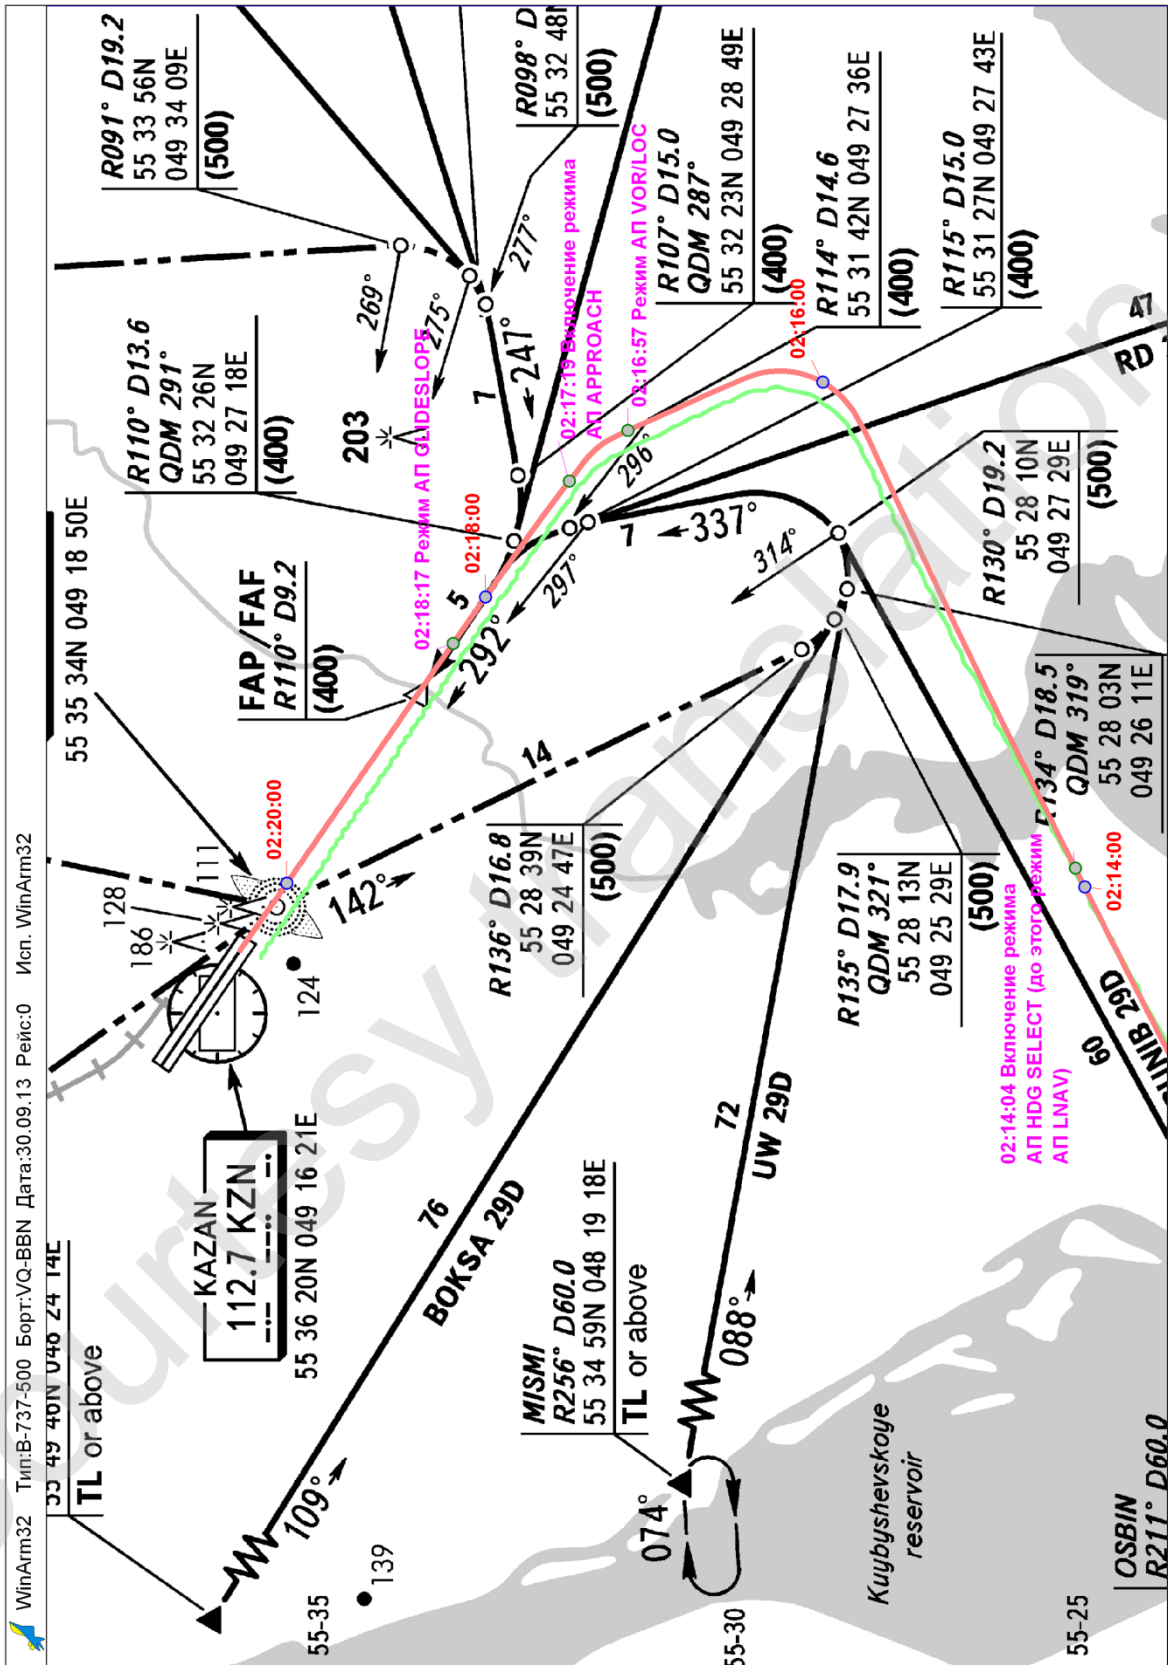 WinArm32 Тип:B-737-500 Борт:VQ-BBN Дата:30.09.13 Рейс:0 Исп. WinArm32
TL or above
KAZAN
112.7 KZN
55 36 20N 049 16 21E
186
128
111
124
55 35 34N 049 18 50E
02:20:00
FAP/FAF
R110° D9.2
(400)
R110° D13.6
QDM 291°
55 32 26N
049 27 18E
(400)
R091° D19.2
55 33 56N
049 34 09E
(500)
203
269°
275°
277°
7
247°
02:18:17 Режим АП GLIDESLOPE
02:18:00
5
292°
297°
296°
R098° D
(500)
02:17:19 Включение режима
АП APPROACH
02:16:57 Режим АП VOR/LOC
R107° D15.0
QDM 287°
55 32 23N 049 28 49E
(400)
02:16:00
R114° D14.6
55 31 42N 049 27 36E
(400)
R115° D15.0
55 31 27N 049 27 43E
(400)
47
RD
7
337°
314°
R130° D19.2
55 28 10N
049 27 29E
(500)
R134° D18.5
QDM 319°
55 28 03N
049 26 11E
14
142°
R136° D16.8
55 28 39N
049 24 47E
(500)
R135° D17.9
QDM 321°
55 28 13N
049 25 29E
(500)
02:14:04 Включение режима
АП HDG SELECT (до этого режим
АП LNAV)
02:14:00
60
UNIB 29D
76
BOKSA 29D
109°
139
72
UW 29D
088°
MISMI
R256° D60.0
55 34 59N 048 19 18E
TL or above
074°
Kuybyshevskoye
reservoir
OSBIN
R211° D60.0
55-35
55-30
55-25
courtesy translation